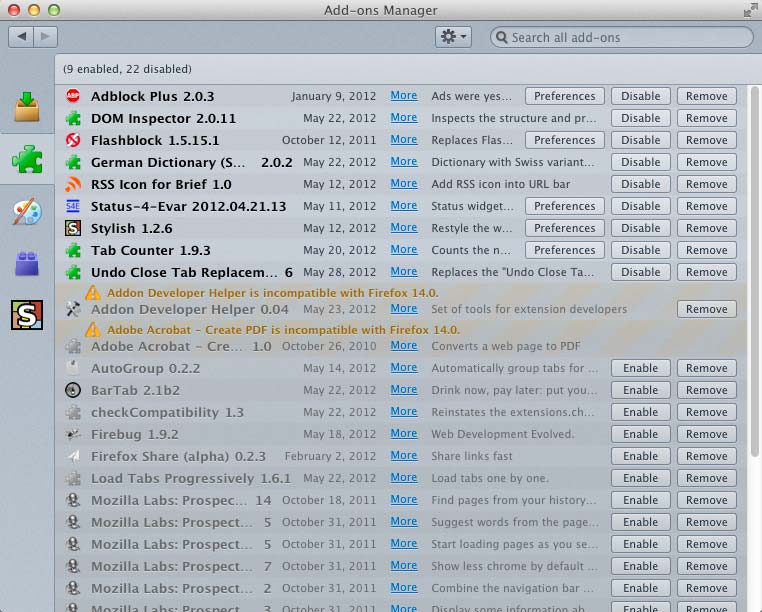 Add-ons Manager
Search all add-ons
(9 enabled, 22 disabled)
ABP Adblock Plus 2.0.3 January 9, 2012 More Ads were yes... Preferences Disable Remove
DOM Inspector 2.0.11 May 22, 2012 More Inspects the structure and pr... Disable Remove
Flashblock 1.5.15.1 October 12, 2011 More Replaces Flas... Preferences Disable Remove
German Dictionary (S... 2.0.2 May 22, 2012 More Dictionary with Swiss variant... Disable Remove
RSS Icon for Brief 1.0 May 12, 2012 More Add RSS icon into URL bar Disable Remove
S4E Status-4-Evar 2012.04.21.13 May 12, 2012 More Status widget... Preferences Disable Remove
S Stylish 1.2.6 May 12, 2012 More Restyle the w... Preferences Disable Remove
Tab Counter 1.9.3 May 20, 2012 More Counts the n... Preferences Disable Remove
Undo Close Tab Replacem... 6 May 28, 2012 More Replaces the "Undo Close Ta... Disable Remove
Addon Developer Helper is incompatible with Firefox 14.0.
Addon Developer Helper 0.04 May 23, 2012 More Set of tools for extension developers Remove
Adobe Acrobat - Create PDF is incompatible with Firefox 14.0.
Adobe Acrobat - Cre... 1.0 October 26, 2010 More Converts a web page to PDF
AutoGroup 0.2.2 May 14, 2012 More Automatically group tabs for ... Enable Remove
BarTab 2.1b2 May 22, 2012 More Drink now, pay later: put you... Enable Remove
checkCompatibility 1.3 May 22, 2012 More Reinstates the extensions.ch... Enable Remove
Firebug 1.9.2 May 18, 2012 More Web Development Evolved. Enable Remove
Firefox Share (alpha) 0.2.3 February 2, 2012 More Share links fast Enable Remove
Load Tabs Progressively 1.6.1 May 22, 2012 More Load tabs one by one. Enable Remove
Mozilla Labs: Prospec... 14 October 18, 2011 More Find pages from your history... Enable Remove
Mozilla Labs: Prospect... 5 October 31, 2011 More Suggest words from the page... Enable Remove
Mozilla Labs: Prospect... 5 October 31, 2011 More Start loading pages as you se... Enable Remove
Mozilla Labs: Prospect... 7 October 31, 2011 More Show less chrome by default ... Enable Remove
Mozilla Labs: Prospect... 2 October 31, 2011 More Combine the navigation bar ... Enable Remove
Mozilla Labs: Prospect... 3 October 31, 2011 More Display some information ab... Enable Remove
S